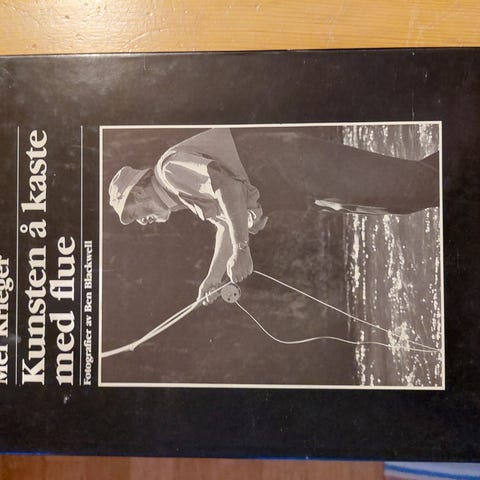 Mel Krieger
Kunsten å kaste
med flue
Fotografier av Ben Blackwell